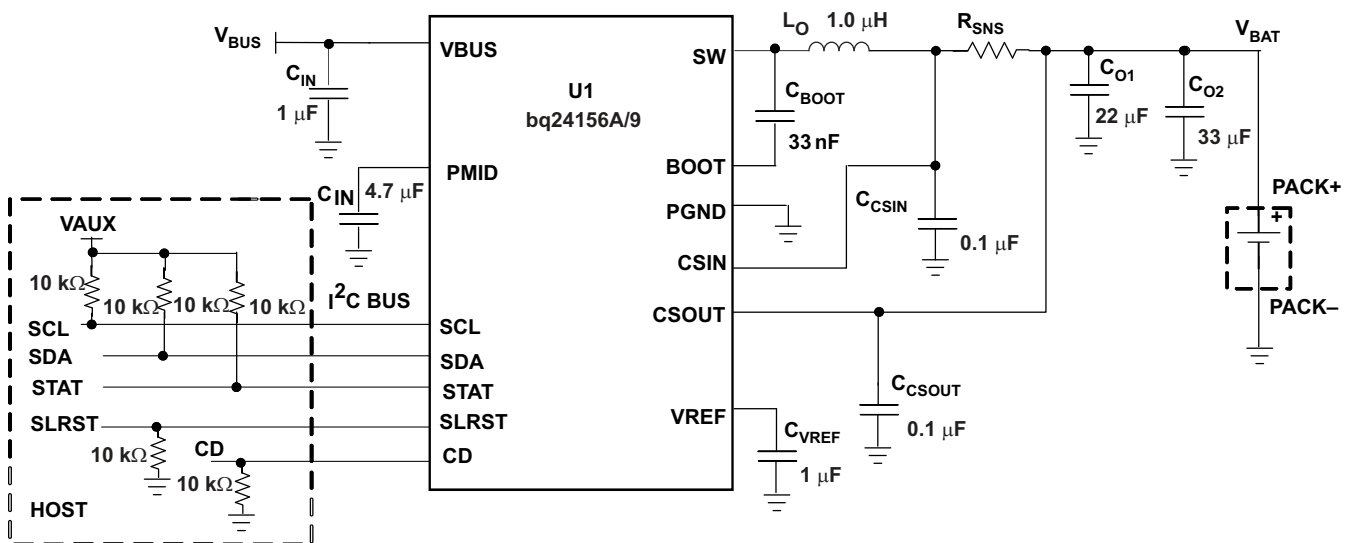 V_BUS
C_IN
1 μF
VBUS
U1
bq24156A/9
SW
L_O 1.0 μH
R_SNS
V_BAT
C_BOOT
33 nF
BOOT
C_O1
22 μF
C_O2
33 μF
PMID
C_IN 4.7 μF
PGND
C_CSIN
0.1 μF
CSIN
PACK+
+
PACK–
CSOUT
C_CSOUT
0.1 μF
VREF
C_VREF
1 μF
VAUX
10 kΩ
10 kΩ
10 kΩ
10 kΩ
I²C BUS
SCL
SCL
SDA
SDA
STAT
STAT
SLRST
SLRST
10 kΩ
CD
CD
10 kΩ
HOST